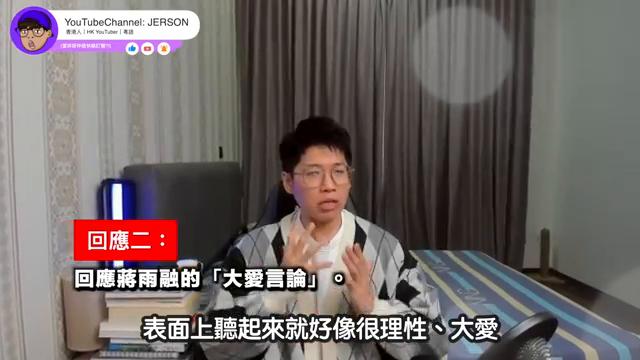 YouTubeChannel: JERSON
香港人｜HK YouTuber｜粵語
回應二：
回應蔣雨融的「大愛言論」。
表面上聽起來就好像很理性、大愛